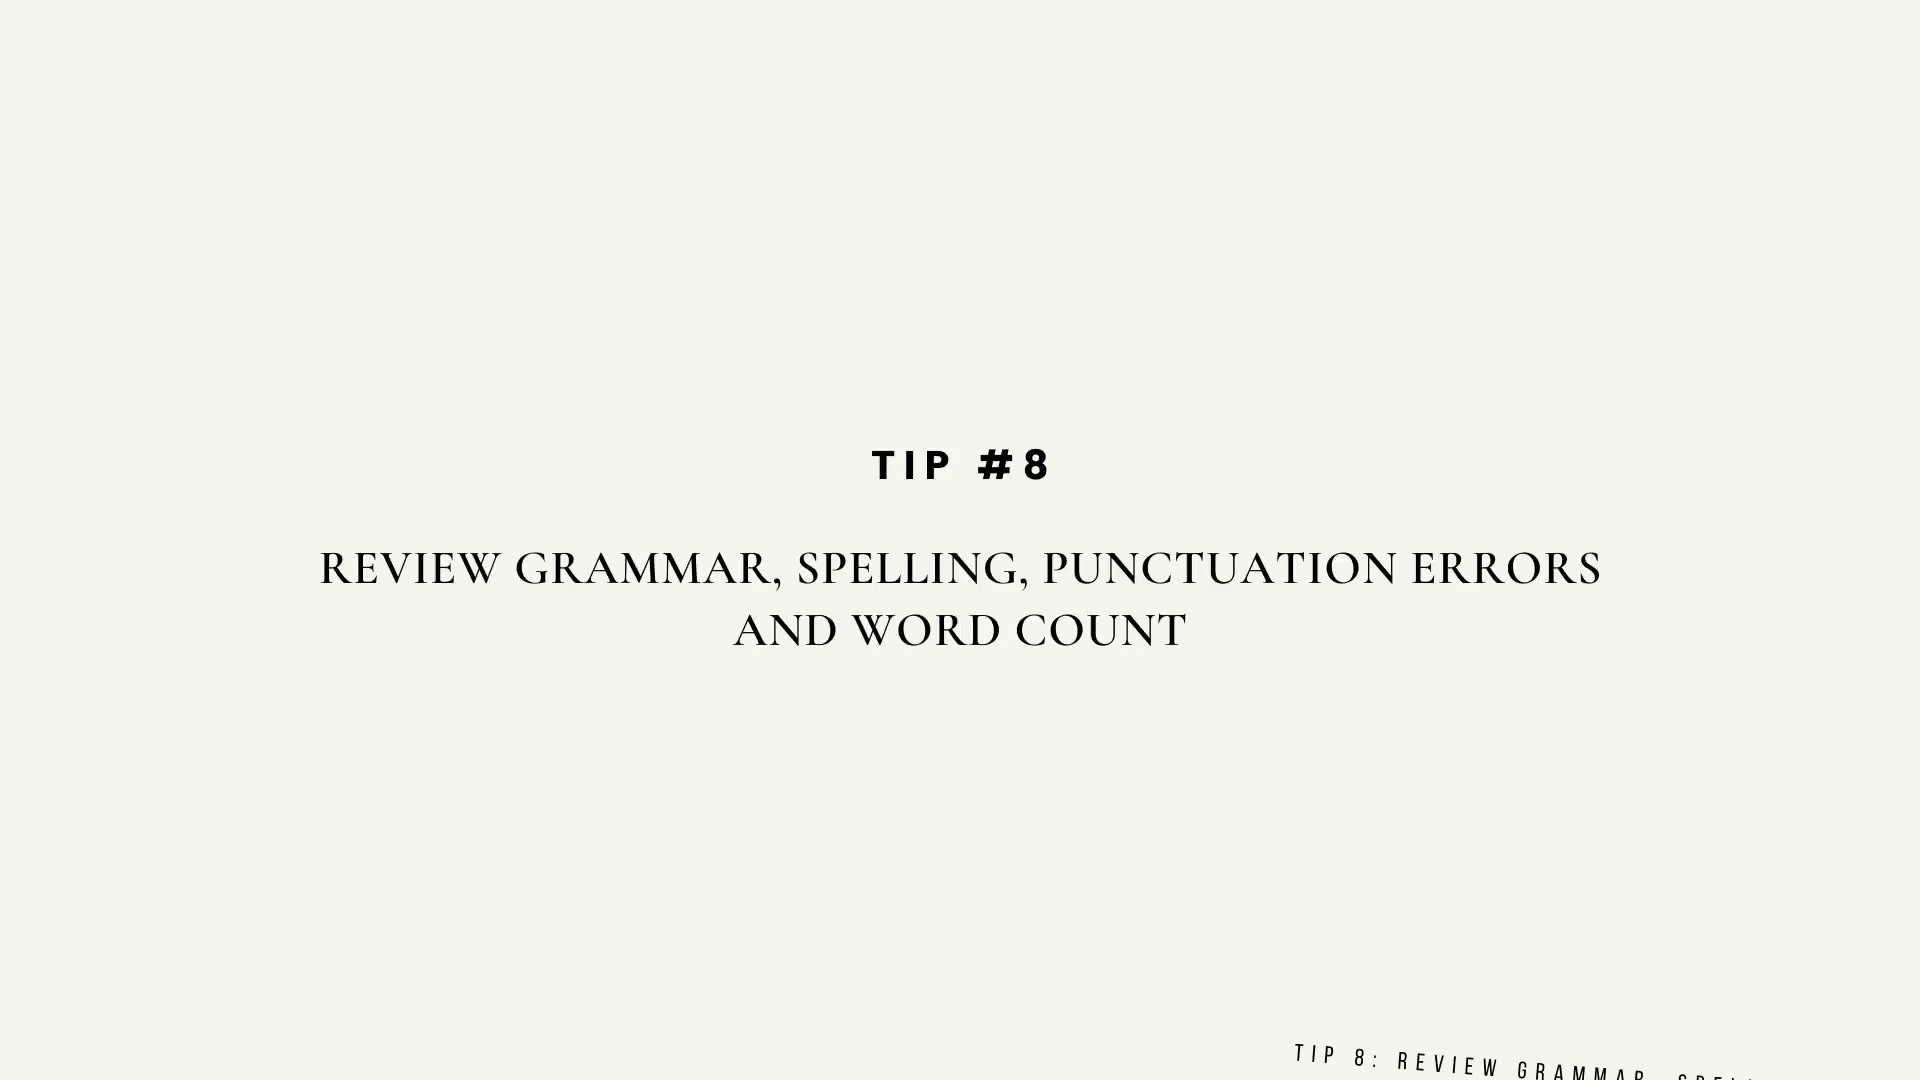 TIP #8
REVIEW GRAMMAR, SPELLING, PUNCTUATION ERRORS
AND WORD COUNT
TIP 8: REVIEW GRAMMAR,